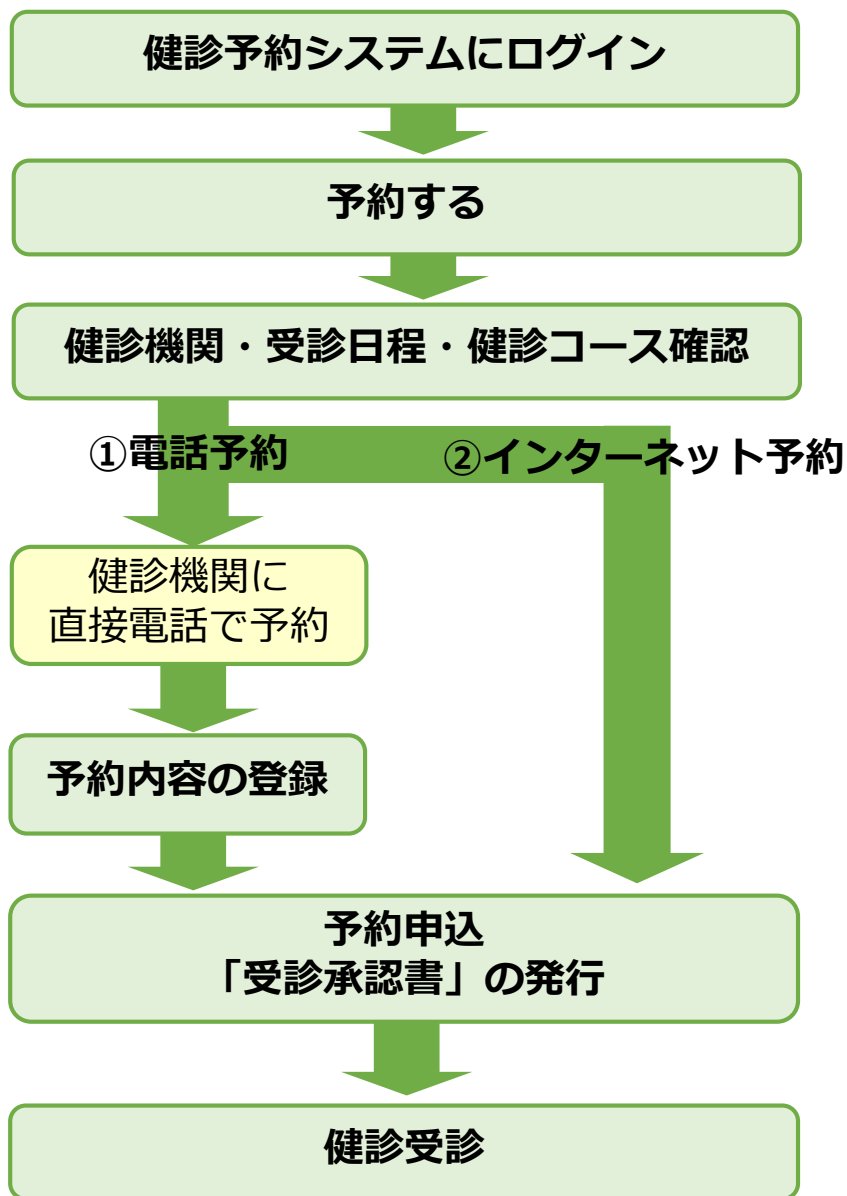 健診予約システムにログイン
予約する
健診機関・受診日程・健診コース確認
①電話予約
②インターネット予約
健診機関に
直接電話で予約
予約内容の登録
予約申込
「受診承認書」の発行
健診受診